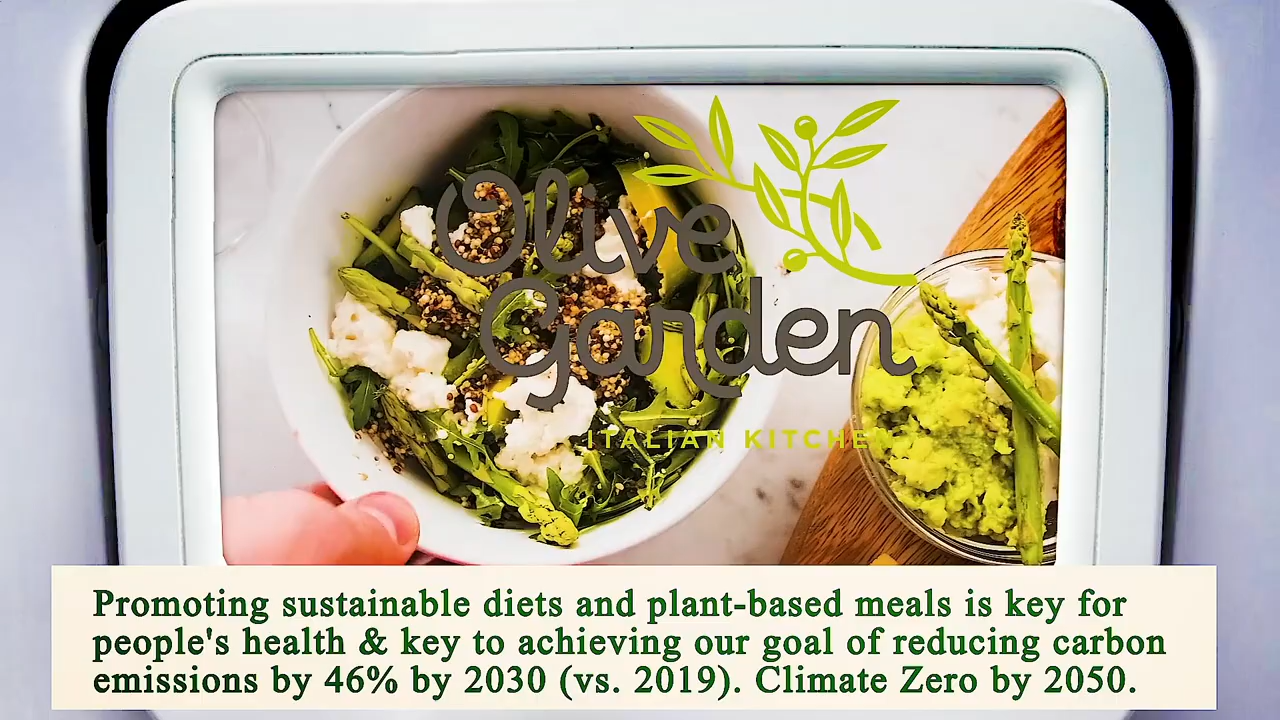 Olive
Garden
ITALIAN KITCHEN
Promoting sustainable diets and plant-based meals is key for
people's health & key to achieving our goal of reducing carbon
emissions by 46% by 2030 (vs. 2019). Climate Zero by 2050.